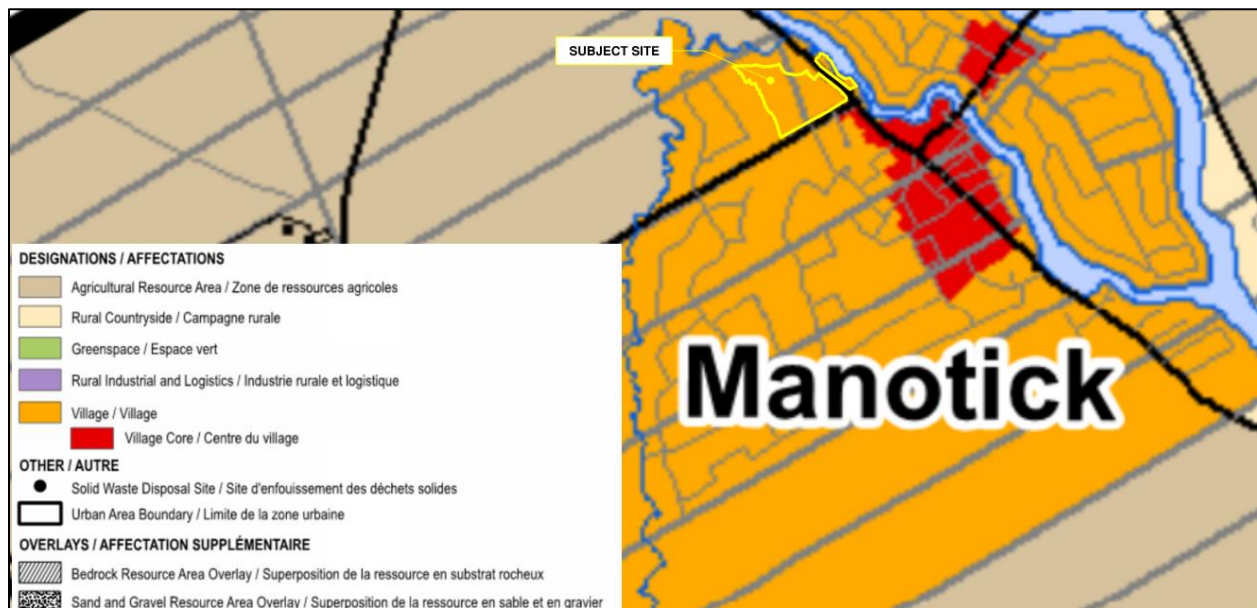 SUBJECT SITE
Manotick
DESIGNATIONS / AFFECTATIONS
Agricultural Resource Area / Zone de ressources agricoles
Rural Countryside / Campagne rurale
Greenspace / Espace vert
Rural Industrial and Logistics / Industrie rurale et logistique
Village / Village
Village Core / Centre du village
OTHER / AUTRE
Solid Waste Disposal Site / Site d'enfouissement des déchets solides
Urban Area Boundary / Limite de la zone urbaine
OVERLAYS / AFFECTATION SUPPLÉMENTAIRE
Bedrock Resource Area Overlay / Superposition de la ressource en substrat rocheux
Sand and Gravel Resource Area Overlay / Superposition de la ressource en sable et en gravier